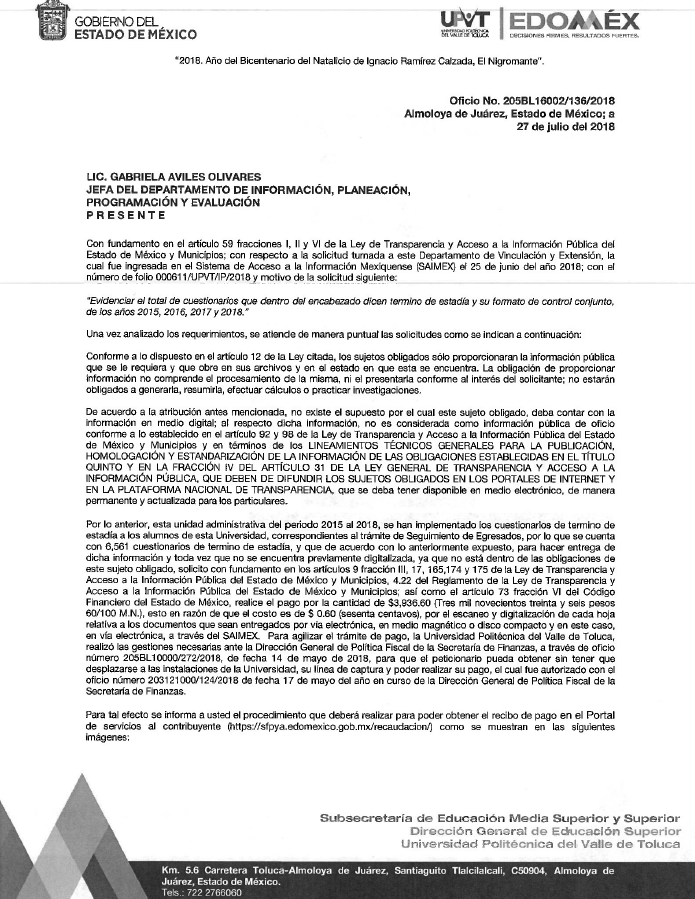 GOBIERNO DEL
ESTADO DE MÉXICO
UPVT
UNIVERSIDAD POLITÉCNICA
DEL VALLE DE TOLUCA
EDOMÉX
DECISIONES FIRMES, RESULTADOS FUERTES.
"2018. Año del Bicentenario del Natalicio de Ignacio Ramírez Calzada, El Nigromante".
Oficio No. 205BL16002/136/2018
Almoloya de Juárez, Estado de México; a
27 de julio del 2018
LIC. GABRIELA AVILES OLIVARES
JEFA DEL DEPARTAMENTO DE INFORMACIÓN, PLANEACIÓN,
PROGRAMACIÓN Y EVALUACIÓN
P R E S E N T E
Con fundamento en el artículo 59 fracciones I, II y VI de la Ley de Transparencia y Acceso a la Información Pública del
Estado de México y Municipios; con respecto a la solicitud turnada a este Departamento de Vinculación y Extensión, la
cual fue ingresada en el Sistema de Acceso a la Información Mexiquense (SAIMEX) el 25 de junio del año 2018; con el
número de folio 000611/UPVT/IP/2018 y motivo de la solicitud siguiente:
"Evidenciar el total de cuestionarios que dentro del encabezado dicen termino de estadía y su formato de control conjunto,
de los años 2015, 2016, 2017 y 2018."
Una vez analizado los requerimientos, se atiende de manera puntual las solicitudes como se indican a continuación:
Conforme a lo dispuesto en el artículo 12 de la Ley citada, los sujetos obligados sólo proporcionaran la información pública
que se le requiera y que obre en sus archivos y en el estado en que esta se encuentra. La obligación de proporcionar
información no comprende el procesamiento de la misma, ni el presentarla conforme al interés del solicitante; no estarán
obligados a generarla, resumirla, efectuar cálculos o practicar investigaciones.
De acuerdo a la atribución antes mencionada, no existe el supuesto por el cual este sujeto obligado, deba contar con la
información en medio digital; al respecto dicha información, no es considerada como información pública de oficio
conforme a lo establecido en el artículo 92 y 98 de la Ley de Transparencia y Acceso a la Información Pública del Estado
de México y Municipios y en términos de los LINEAMIENTOS TÉCNICOS GENERALES PARA LA PUBLICACIÓN,
HOMOLOGACIÓN Y ESTANDARIZACIÓN DE LA INFORMACIÓN DE LAS OBLIGACIONES ESTABLECIDAS EN EL TÍTULO
QUINTO Y EN LA FRACCIÓN IV DEL ARTÍCULO 31 DE LA LEY GENERAL DE TRANSPARENCIA Y ACCESO A LA
INFORMACIÓN PÚBLICA, QUE DEBEN DE DIFUNDIR LOS SUJETOS OBLIGADOS EN LOS PORTALES DE INTERNET Y
EN LA PLATAFORMA NACIONAL DE TRANSPARENCIA, que se deba tener disponible en medio electrónico, de manera
permanente y actualizada para los particulares.
Por lo anterior, esta unidad administrativa del periodo 2015 al 2018, se han implementado los cuestionarios de termino de
estadía a los alumnos de esta Universidad, correspondientes al trámite de Seguimiento de Egresados, por lo que se cuenta
con 6,561 cuestionarios de termino de estadía, y que de acuerdo con lo anteriormente expuesto, para hacer entrega de
dicha información y toda vez que no se encuentra previamente digitalizada, ya que no está dentro de las obligaciones de
este sujeto obligado, solicito con fundamento en los artículos 9 fracción III, 17, 165,174 y 175 de la Ley de Transparencia y
Acceso a la Información Pública del Estado de México y Municipios, 4.22 del Reglamento de la Ley de Transparencia y
Acceso a la Información Pública del Estado de México y Municipios; así como el artículo 73 fracción VI del Código
Financiero del Estado de México, realice el pago por la cantidad de $3,936.60 (Tres mil novecientos treinta y seis pesos
60/100 M.N.), esto en razón de que el costo es de $ 0.60 (sesenta centavos), por el escaneo y digitalización de cada hoja
relativa a los documentos que sean entregados por vía electrónica, en medio magnético o disco compacto y en este caso,
en vía electrónica, a través del SAIMEX. Para agilizar el trámite de pago, la Universidad Politécnica del Valle de Toluca,
realizó las gestiones necesarias ante la Dirección General de Política Fiscal de la Secretaría de Finanzas, a través de oficio
número 205BL10000/272/2018, de fecha 14 de mayo de 2018, para que el peticionario pueda obtener sin tener que
desplazarse a las instalaciones de la Universidad, su línea de captura y poder realizar su pago, el cual fue autorizado con el
oficio número 203121000/124/2018 de fecha 17 de mayo del año en curso de la Dirección General de Política Fiscal de la
Secretaría de Finanzas.
Para tal efecto se informa a usted el procedimiento que deberá realizar para poder obtener el recibo de pago en el Portal
de servicios al contribuyente (https://sfpya.edomexico.gob.mx/recaudacion/) como se muestran en las siguientes
imágenes:
Subsecretaría de Educación Media Superior y Superior
Dirección General de Educación Superior
Universidad Politécnica del Valle de Toluca
Km. 5.6 Carretera Toluca-Almoloya de Juárez, Santiaguito Tlalcilalcali, C50904, Almoloya de
Juárez, Estado de México.
Tels.: 722 2766060